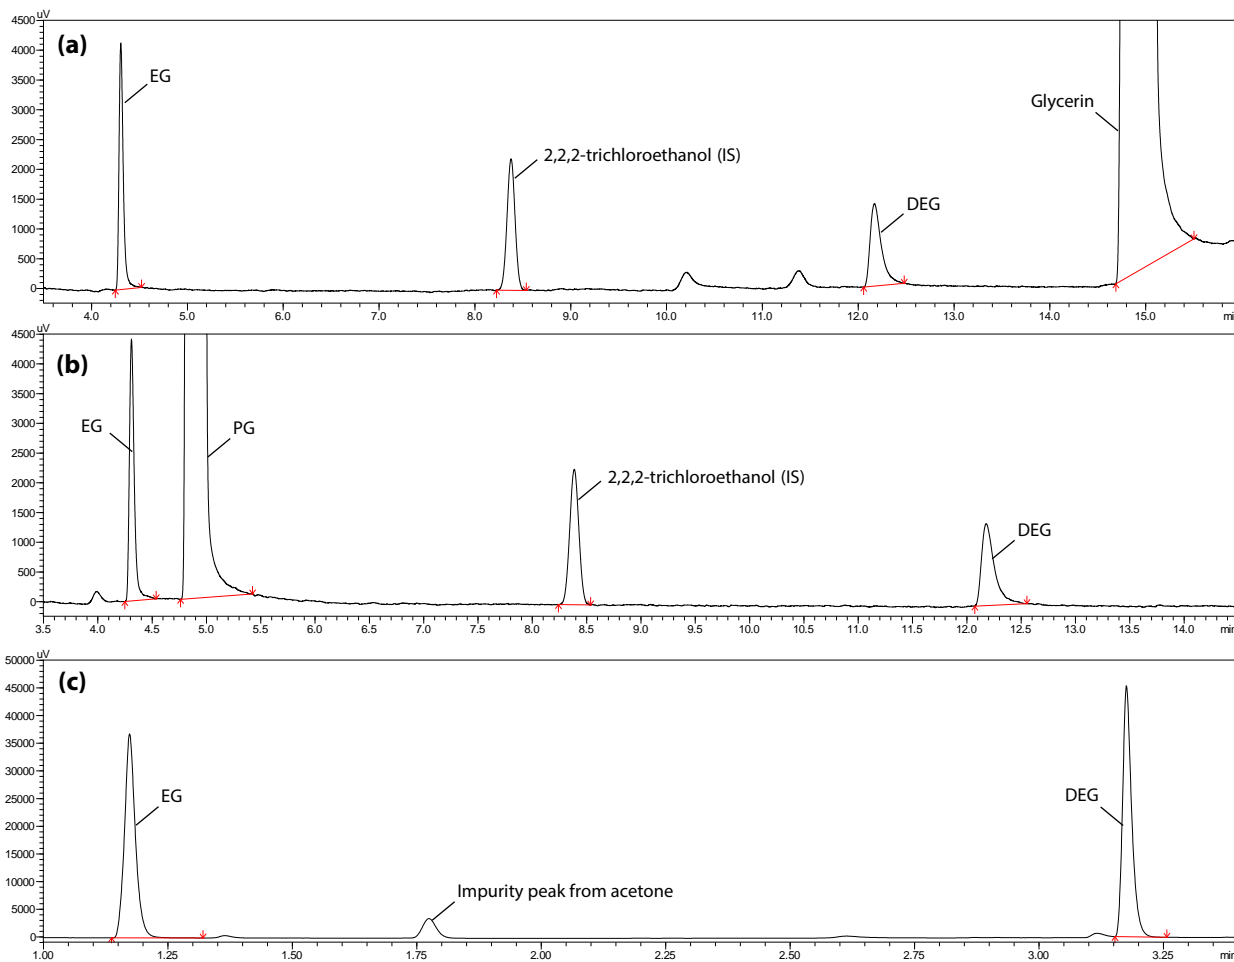 uV
4500
4000
3500
3000
2500
2000
1500
1000
500
0
(a)
EG
2,2,2-trichloroethanol (IS)
DEG
Glycerin
4.0 5.0 6.0 7.0 8.0 9.0 10.0 11.0 12.0 13.0 14.0 15.0 min
uV
4500
4000
3500
3000
2500
2000
1500
1000
500
0
(b)
EG
PG
2,2,2-trichloroethanol (IS)
DEG
3.5 4.0 4.5 5.0 5.5 6.0 6.5 7.0 7.5 8.0 8.5 9.0 9.5 10.0 10.5 11.0 11.5 12.0 12.5 13.0 13.5 14.0 min
uV
50000
45000
40000
35000
30000
25000
20000
15000
10000
5000
0
(c)
EG
Impurity peak from acetone
DEG
1.00 1.25 1.50 1.75 2.00 2.25 2.50 2.75 3.00 3.25 min